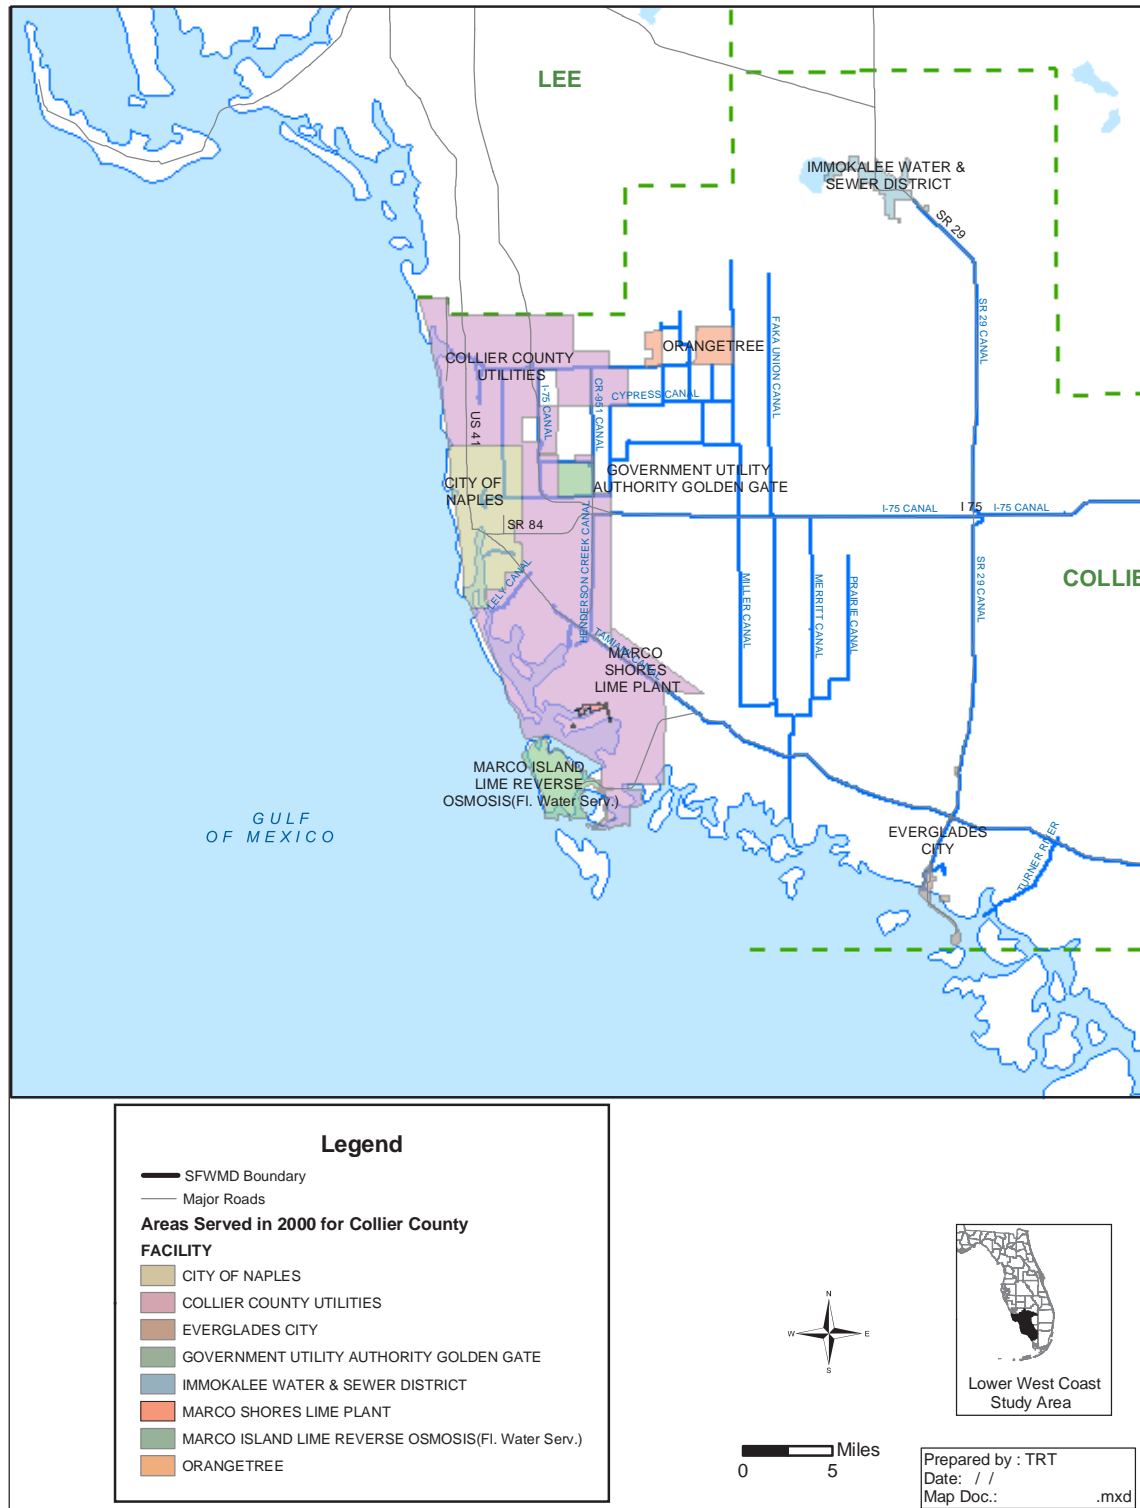 LEE
IMMOKALEE WATER &
SEWER DISTRICT
SR 29
SR 29 CANAL
FAKA UNION CANAL
ORANGETREE
COLLIER COUNTY
UTILITIES
I-75 CANAL
CR-951 CANAL
CYPRESS CANAL
US 41
GOVERNMENT UTILITY
AUTHORITY GOLDEN GATE
CITY OF
NAPLES
SR 84
I-75 CANAL
I 75
I-75 CANAL
HENDERSON CREEK CANAL
LELY CANAL
MILLER CANAL
MERRITT CANAL
PRAIRIE CANAL
SR 29 CANAL
COLLIE
TAMIAMI CANAL
MARCO
SHORES
LIME PLANT
MARCO ISLAND
LIME REVERSE
OSMOSIS(Fl. Water Serv.)
GULF
OF MEXICO
EVERGLADES
CITY
TURNER RIVER
Legend
SFWMD Boundary
Major Roads
Areas Served in 2000 for Collier County
FACILITY
CITY OF NAPLES
COLLIER COUNTY UTILITIES
EVERGLADES CITY
GOVERNMENT UTILITY AUTHORITY GOLDEN GATE
IMMOKALEE WATER & SEWER DISTRICT
MARCO SHORES LIME PLANT
MARCO ISLAND LIME REVERSE OSMOSIS(Fl. Water Serv.)
ORANGETREE
N
W E
S
Lower West Coast
Study Area
Miles
0 5
Prepared by : TRT
Date: / /
Map Doc.: .mxd